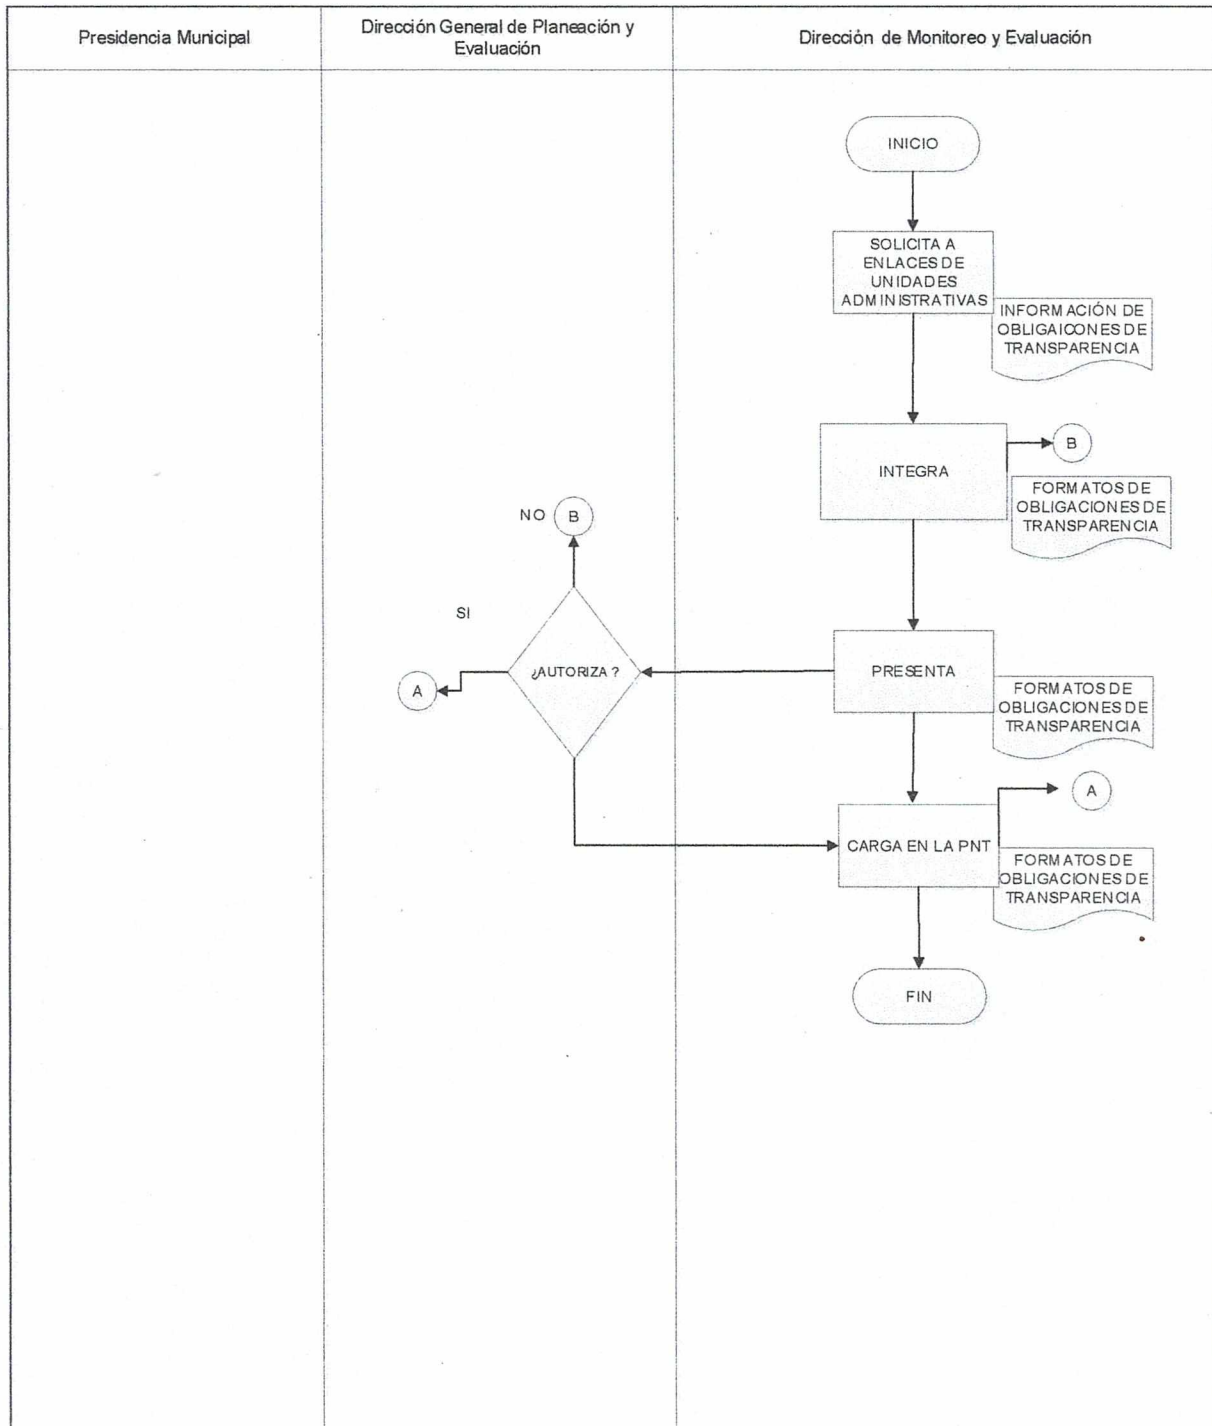 Presidencia Municipal
Dirección General de Planeación y
Evaluación
Dirección de Monitoreo y Evaluación
INICIO
SOLICITA A
ENLACES DE
UNIDADES
ADMINISTRATIVAS
INFORMACIÓN DE
OBLIGAICONES DE
TRANSPARENCIA
INTEGRA
B
FORMATOS DE
OBLIGACIONES DE
TRANSPARENCIA
NO
B
SI
¿AUTORIZA ?
A
PRESENTA
FORMATOS DE
OBLIGACIONES DE
TRANSPARENCIA
A
CARGA EN LA PNT
FORMATOS DE
OBLIGACIONES DE
TRANSPARENCIA
FIN